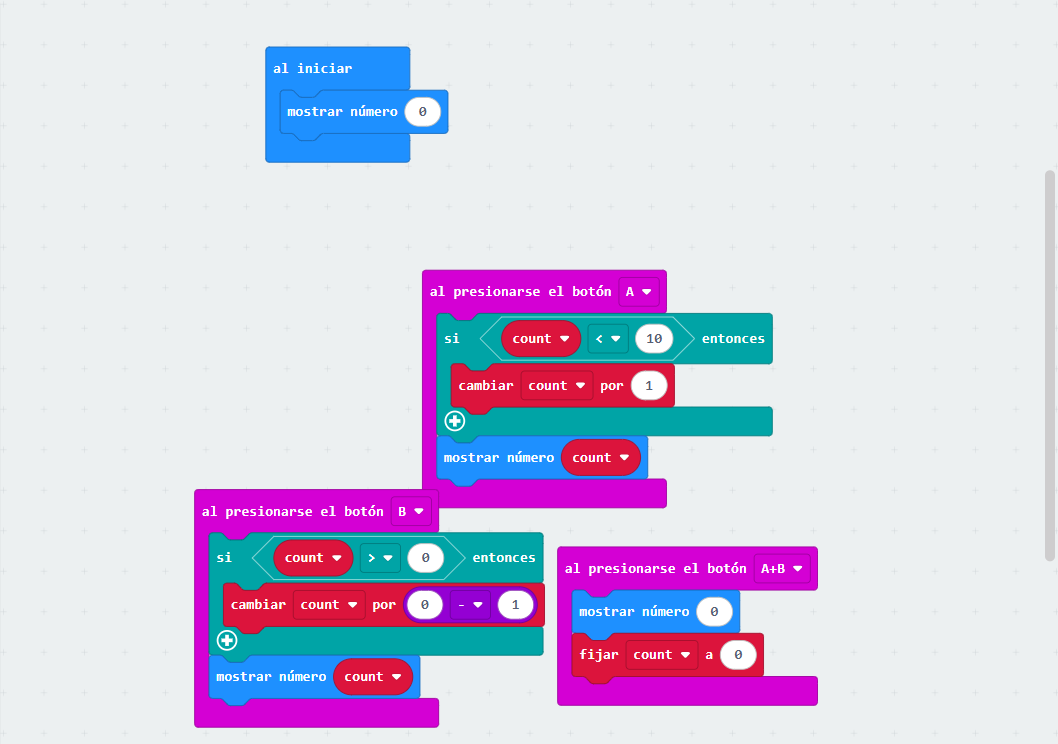 al iniciar
mostrar número 0
al presionarse el botón A
si count < 10 entonces
cambiar count por 1
mostrar número count
al presionarse el botón B
si count > 0 entonces
cambiar count por 0 - 1
mostrar número count
al presionarse el botón A+B
mostrar número 0
fijar count a 0